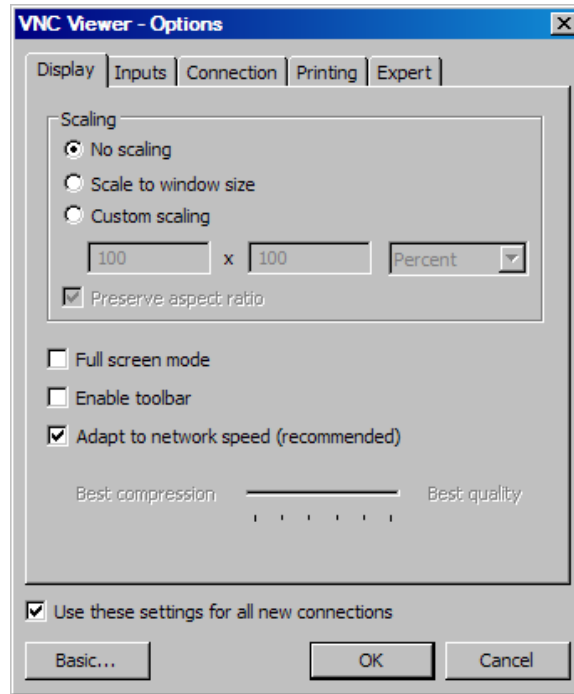 VNC Viewer - Options
Display Inputs Connection Printing Expert
Scaling
No scaling
Scale to window size
Custom scaling
100 x 100 Percent
Preserve aspect ratio
Full screen mode
Enable toolbar
Adapt to network speed (recommended)
Best compression Best quality
Use these settings for all new connections
Basic... OK Cancel